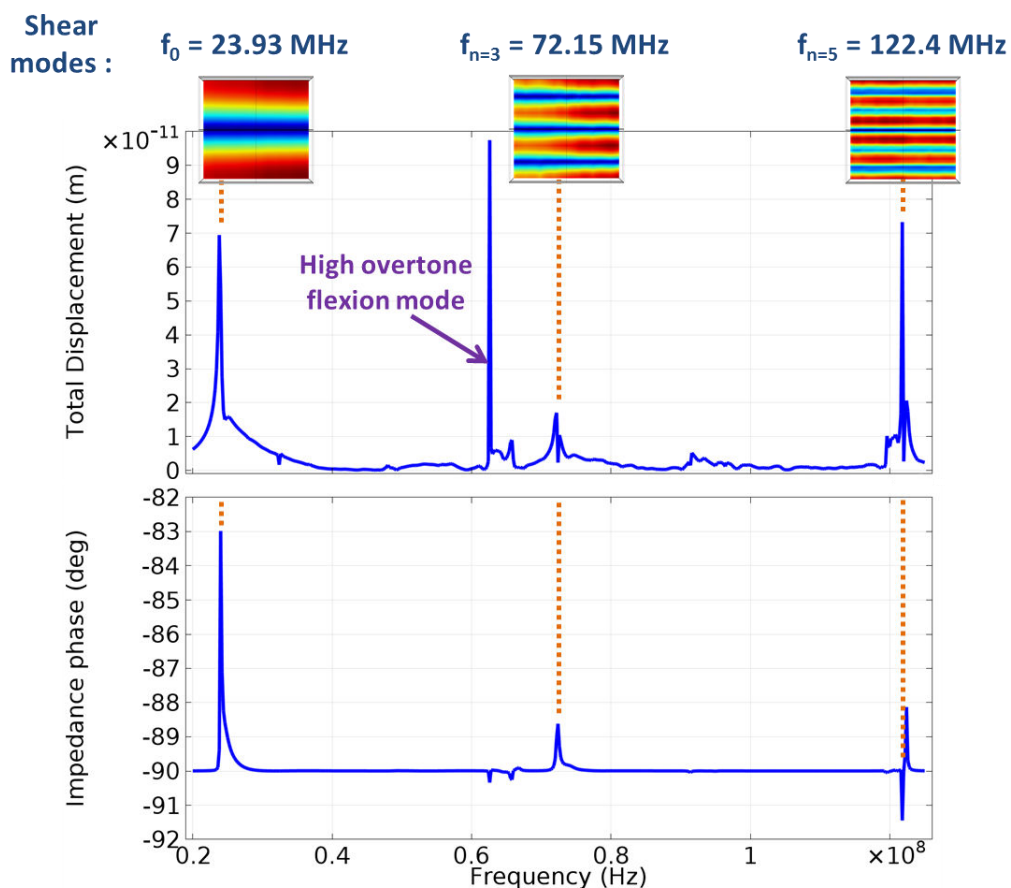 Shear
modes :
f0 = 23.93 MHz
fn=3 = 72.15 MHz
fn=5 = 122.4 MHz
×10-11
Total Displacement (m)
9
8
7
6
5
4
3
2
1
0
High overtone
flexion mode
Impedance phase (deg)
-82
-83
-84
-85
-86
-87
-88
-89
-90
-91
-92
0.2
0.4
0.6
0.8
1
×10^8
Frequency (Hz)